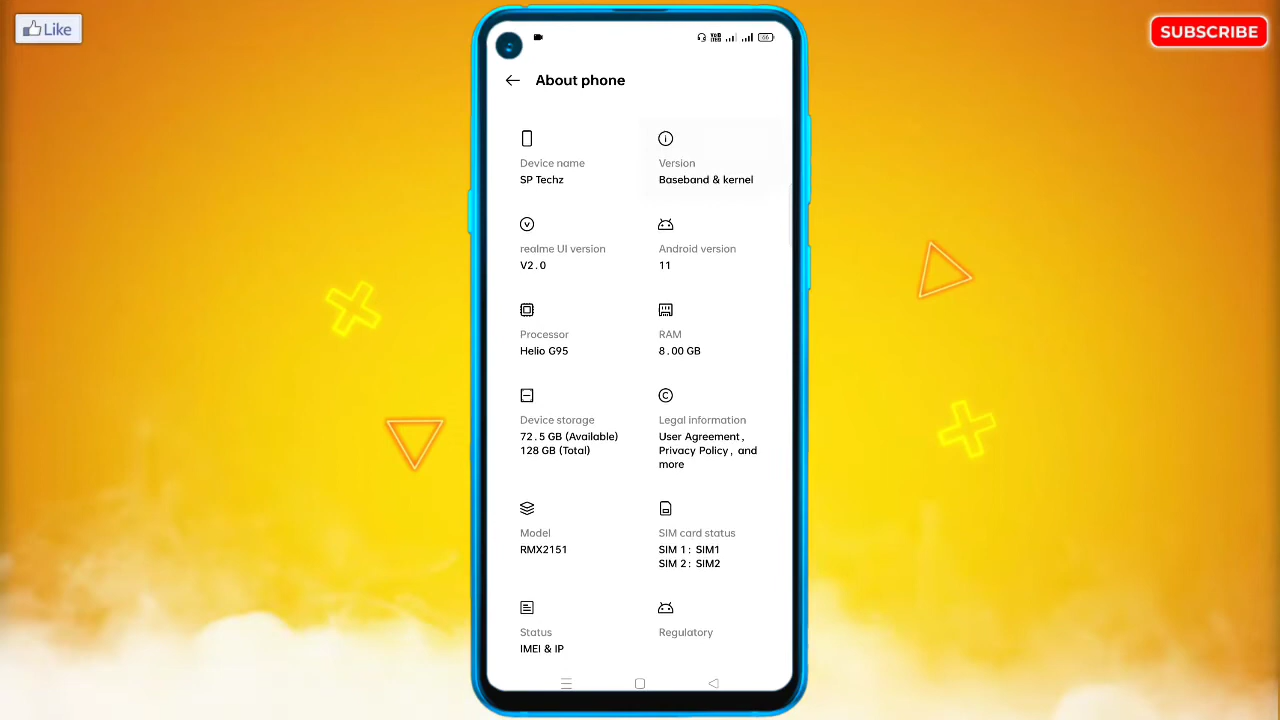 Like
SUBSCRIBE
66
About phone
Device name
SP Techz
Version
Baseband & kernel
realme UI version
V2.0
Android version
11
Processor
Helio G95
RAM
8.00 GB
Device storage
72.5 GB (Available)
128 GB (Total)
Legal information
User Agreement,
Privacy Policy, and
more
Model
RMX2151
SIM card status
SIM 1: SIM1
SIM 2: SIM2
Status
IMEI & IP
Regulatory